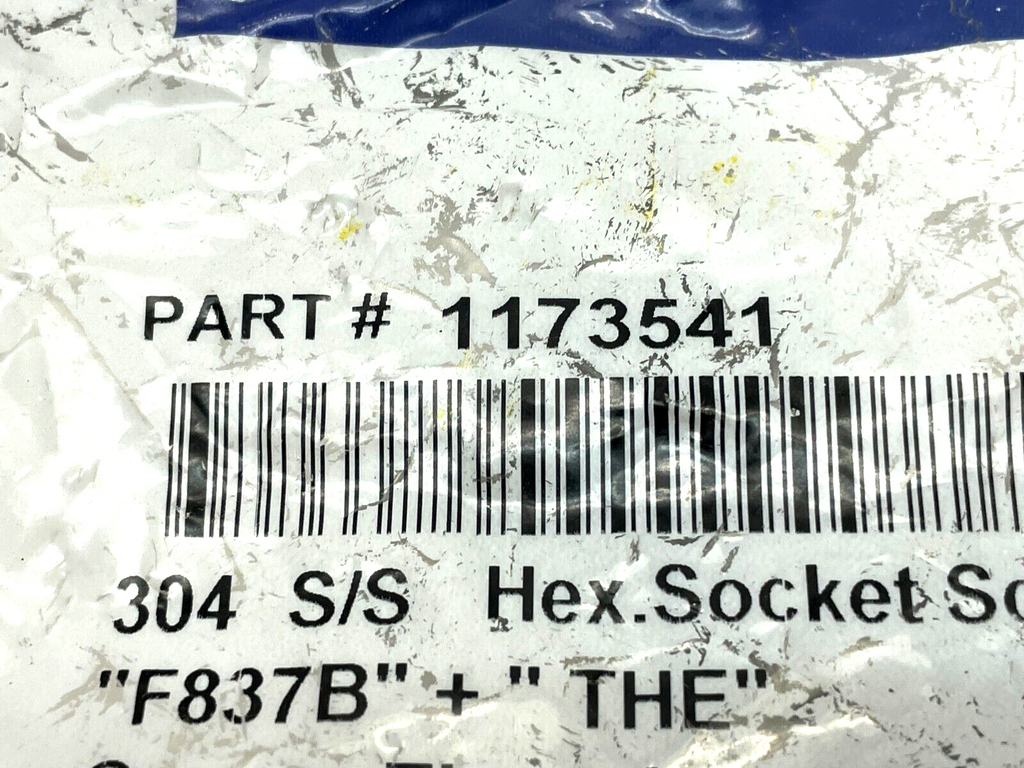 PART # 1173541
304 S/S Hex.Socket
"F837B" + " THE"